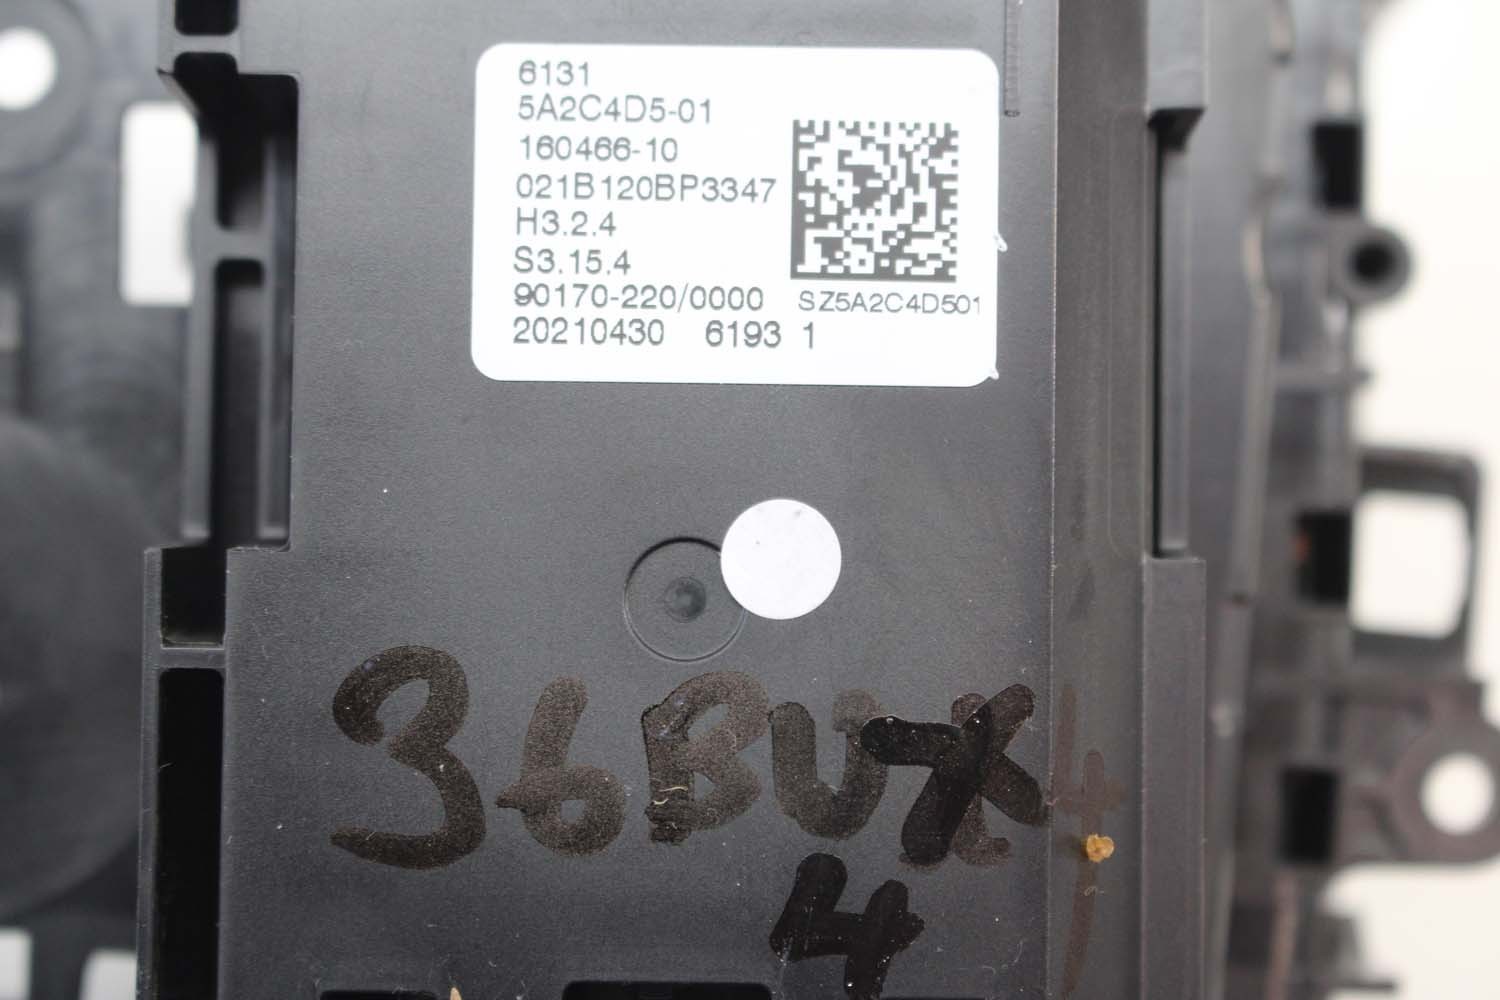 6131
5A2C4D5-01
160466-10
021B120BP3347
H3.2.4
S3.15.4
90170-220/0000 SZ5A2C4D501
20210430 6193 1
36BUX4
4